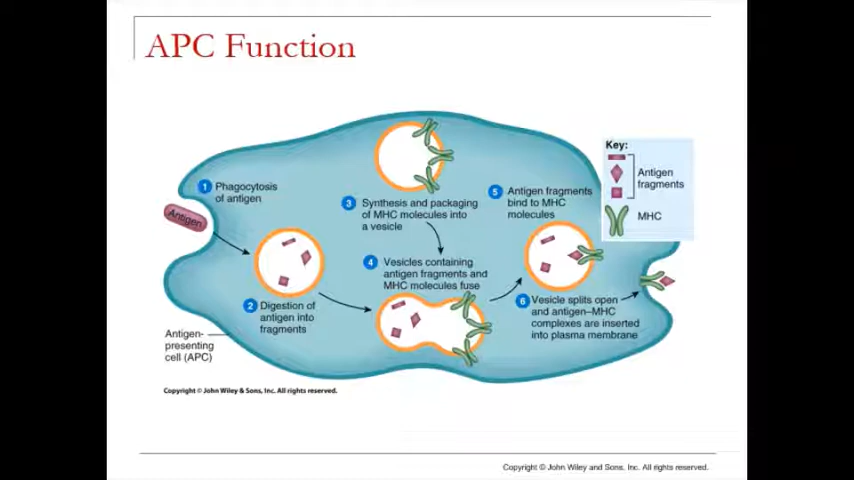 APC Function
1 Phagocytosis
of antigen
Antigen
2 Digestion of
antigen into
fragments
Antigen-
presenting
cell (APC)
3 Synthesis and packaging
of MHC molecules into
a vesicle
4 Vesicles containing
antigen fragments and
MHC molecules fuse
5 Antigen fragments
bind to MHC
molecules
6 Vesicle splits open
and antigen–MHC
complexes are inserted
into plasma membrane
Key:
Antigen
fragments
MHC
Copyright © John Wiley & Sons, Inc. All rights reserved.
Copyright © John Wiley and Sons, Inc. All rights reserved.